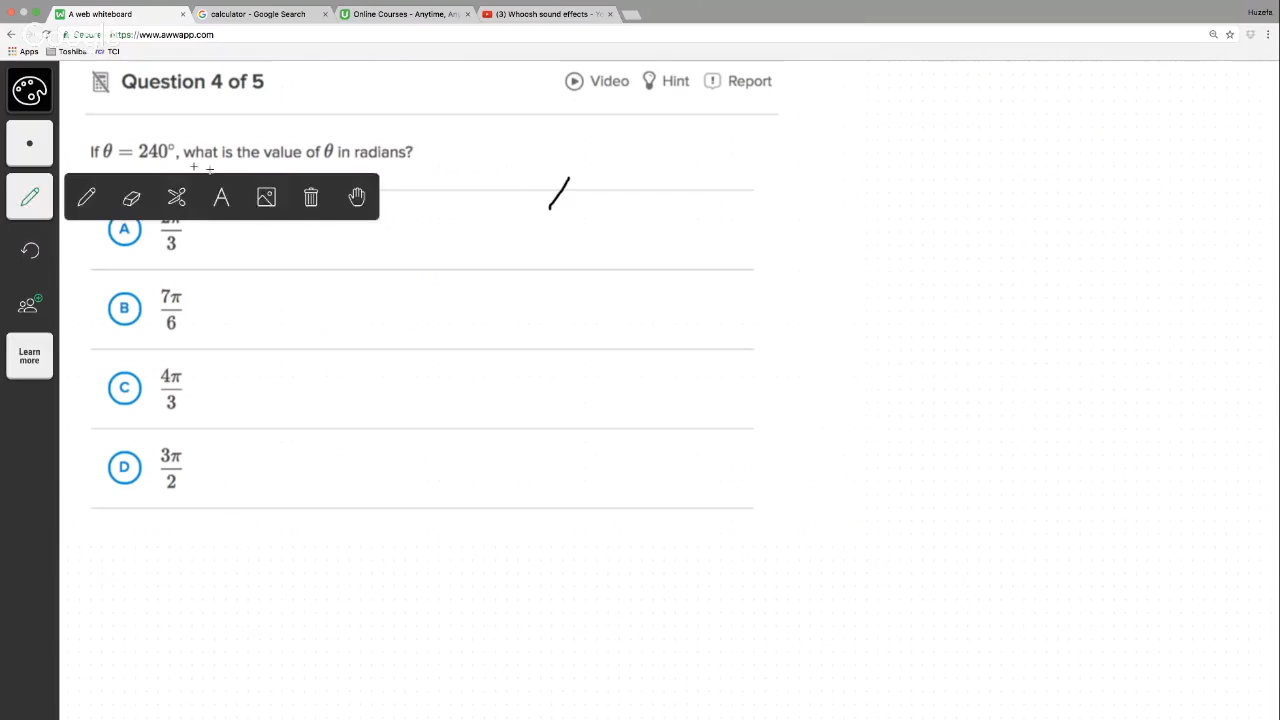 A web whiteboard
calculator - Google Search
Online Courses - Anytime, Any
(3) Whoosh sound effects - Yo
Huzefa
Secure
https://www.awwapp.com
Apps
Toshiba
TCI
Question 4 of 5
Video
Hint
Report
If θ = 240°, what is the value of θ in radians?
A
3
B 7π/6
C 4π/3
D 3π/2
Learn more